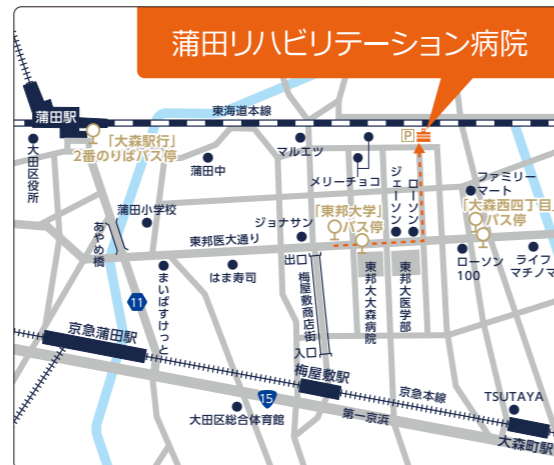 蒲田リハビリテーション病院
蒲田駅
東海道本線
P
「大森駅行」
2番のりばバス停
大田区役所
マルエツ
蒲田中
メリーチョコ
ジェーソン
ローソン
ファミリー
マート
「大森西四丁目」
バス停
「東邦大学」
バス停
蒲田小学校
ジョナサン
あやめ橋
東邦医大通り
出口
はま寿司
まいばすけっと
梅屋敷商店街
入口
東邦大大森病院
東邦大医学部
ローソン
100
ライフ
マチノマ
11
京急蒲田駅
梅屋敷駅
京急本線
15
大田区総合体育館
第一京浜
TSUTAYA
大森町駅